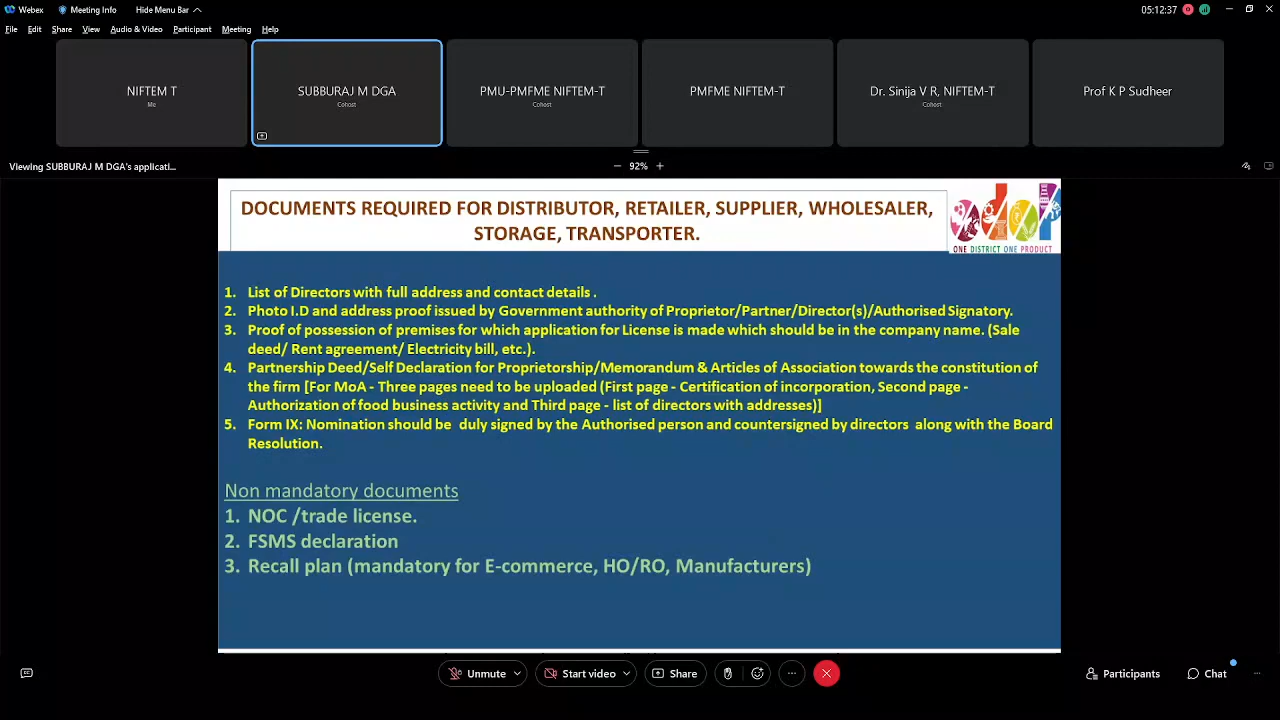 Webex
Meeting Info
Hide Menu Bar
05:12:37
File Edit Share View Audio & Video Participant Meeting Help
NIFTEM T
Me
SUBBURAJ M DGA
Cohost
PMU-PMFME NIFTEM-T
Cohost
PMFME NIFTEM-T
Dr. Sinija V R, NIFTEM-T
Cohost
Prof K P Sudheer
Viewing SUBBURAJ M DGA's applicati...
92%
DOCUMENTS REQUIRED FOR DISTRIBUTOR, RETAILER, SUPPLIER, WHOLESALER,
STORAGE, TRANSPORTER.
ONE DISTRICT ONE PRODUCT
1. List of Directors with full address and contact details .
2. Photo I.D and address proof issued by Government authority of Proprietor/Partner/Director(s)/Authorised Signatory.
3. Proof of possession of premises for which application for License is made which should be in the company name. (Sale
deed/ Rent agreement/ Electricity bill, etc.).
4. Partnership Deed/Self Declaration for Proprietorship/Memorandum & Articles of Association towards the constitution of
the firm [For MoA - Three pages need to be uploaded (First page - Certification of incorporation, Second page -
Authorization of food business activity and Third page - list of directors with addresses)]
5. Form IX: Nomination should be duly signed by the Authorised person and countersigned by directors along with the Board
Resolution.
Non mandatory documents
1. NOC /trade license.
2. FSMS declaration
3. Recall plan (mandatory for E-commerce, HO/RO, Manufacturers)
Unmute
Start video
Share
Participants
Chat